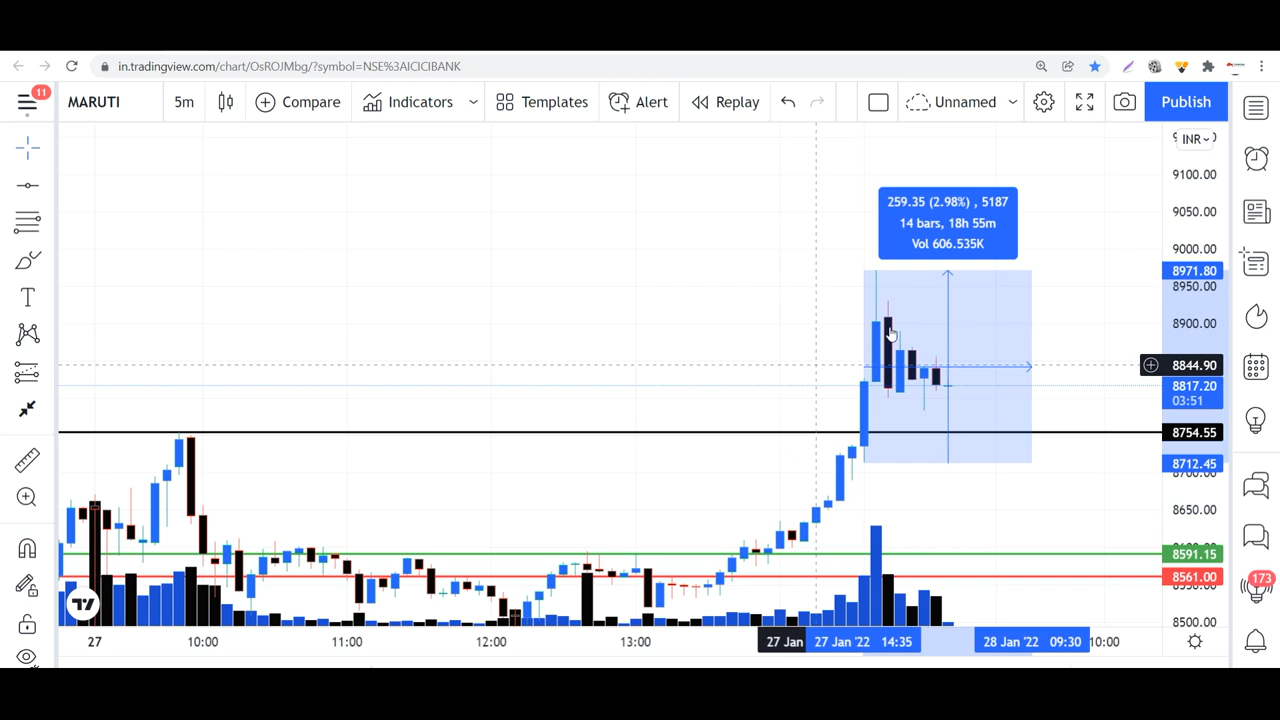 in.tradingview.com/chart/OsROJMbg/?symbol=NSE%3AICICIBANK
11
MARUTI
5m
Compare
Indicators
Templates
Alert
Replay
Unnamed
Publish
INR
9100.00
9050.00
9000.00
8971.80
8950.00
8900.00
8844.90
8817.20
03:51
8754.55
8712.45
8650.00
8591.15
8561.00
8500.00
259.35 (2.98%) , 5187
14 bars, 18h 55m
Vol 606.535K
173
27
10:00
11:00
12:00
13:00
27 Jan
27 Jan '22 14:35
28 Jan '22 09:30
10:00